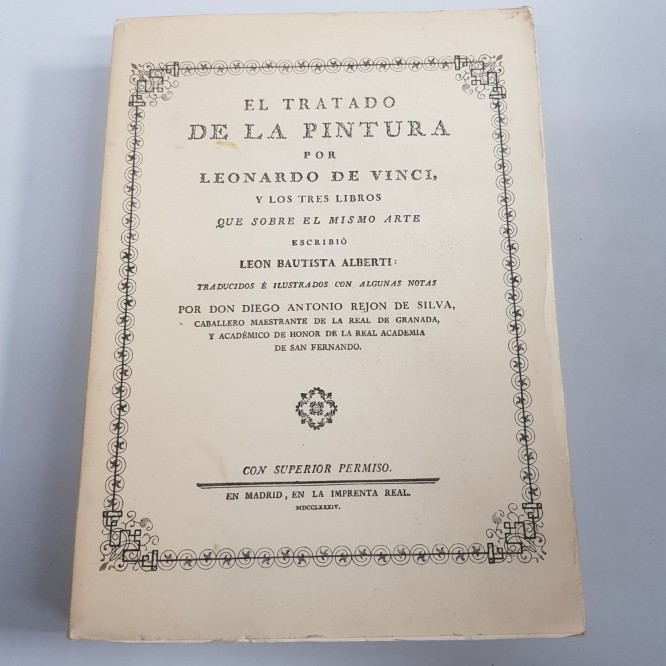 EL TRATADO
DE LA PINTURA
POR
LEONARDO DE VINCI,
Y LOS TRES LIBROS
QUE SOBRE EL MISMO ARTE
ESCRIBIÓ
LEON BAUTISTA ALBERTI:
TRADUCIDOS É ILUSTRADOS CON ALGUNAS NOTAS
POR DON DIEGO ANTONIO REJON DE SILVA,
CABALLERO MAESTRANTE DE LA REAL DE GRANADA,
Y ACADÉMICO DE HONOR DE LA REAL ACADEMIA
DE SAN FERNANDO.
CON SUPERIOR PERMISO.
EN MADRID, EN LA IMPRENTA REAL.
MDCCLXXXIV.